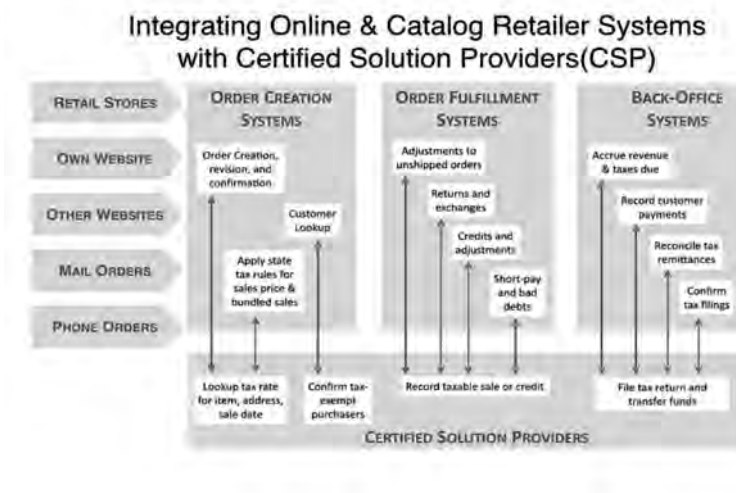 Integrating Online & Catalog Retailer Systems
with Certified Solution Providers(CSP)
RETAIL STORES
OWN WEBSITE
OTHER WEBSITES
MAIL ORDERS
PHONE ORDERS
ORDER CREATION
SYSTEMS
Order Creation,
revision, and
confirmation
Customer
Lookup
Apply state
tax rules for
sales price &
bundled sales
ORDER FULFILLMENT
SYSTEMS
Adjustments to
unshipped orders
Returns and
exchanges
Credits and
adjustments
Short-pay
and bad
debts
BACK-OFFICE
SYSTEMS
Accrue revenue
& taxes due
Record customer
payments
Reconcile tax
remittances
Confirm
tax filings
Lookup tax rate
for item, address,
sale date
Confirm tax-
exempt
purchasers
Record taxable sale or credit
File tax return and
transfer funds
CERTIFIED SOLUTION PROVIDERS